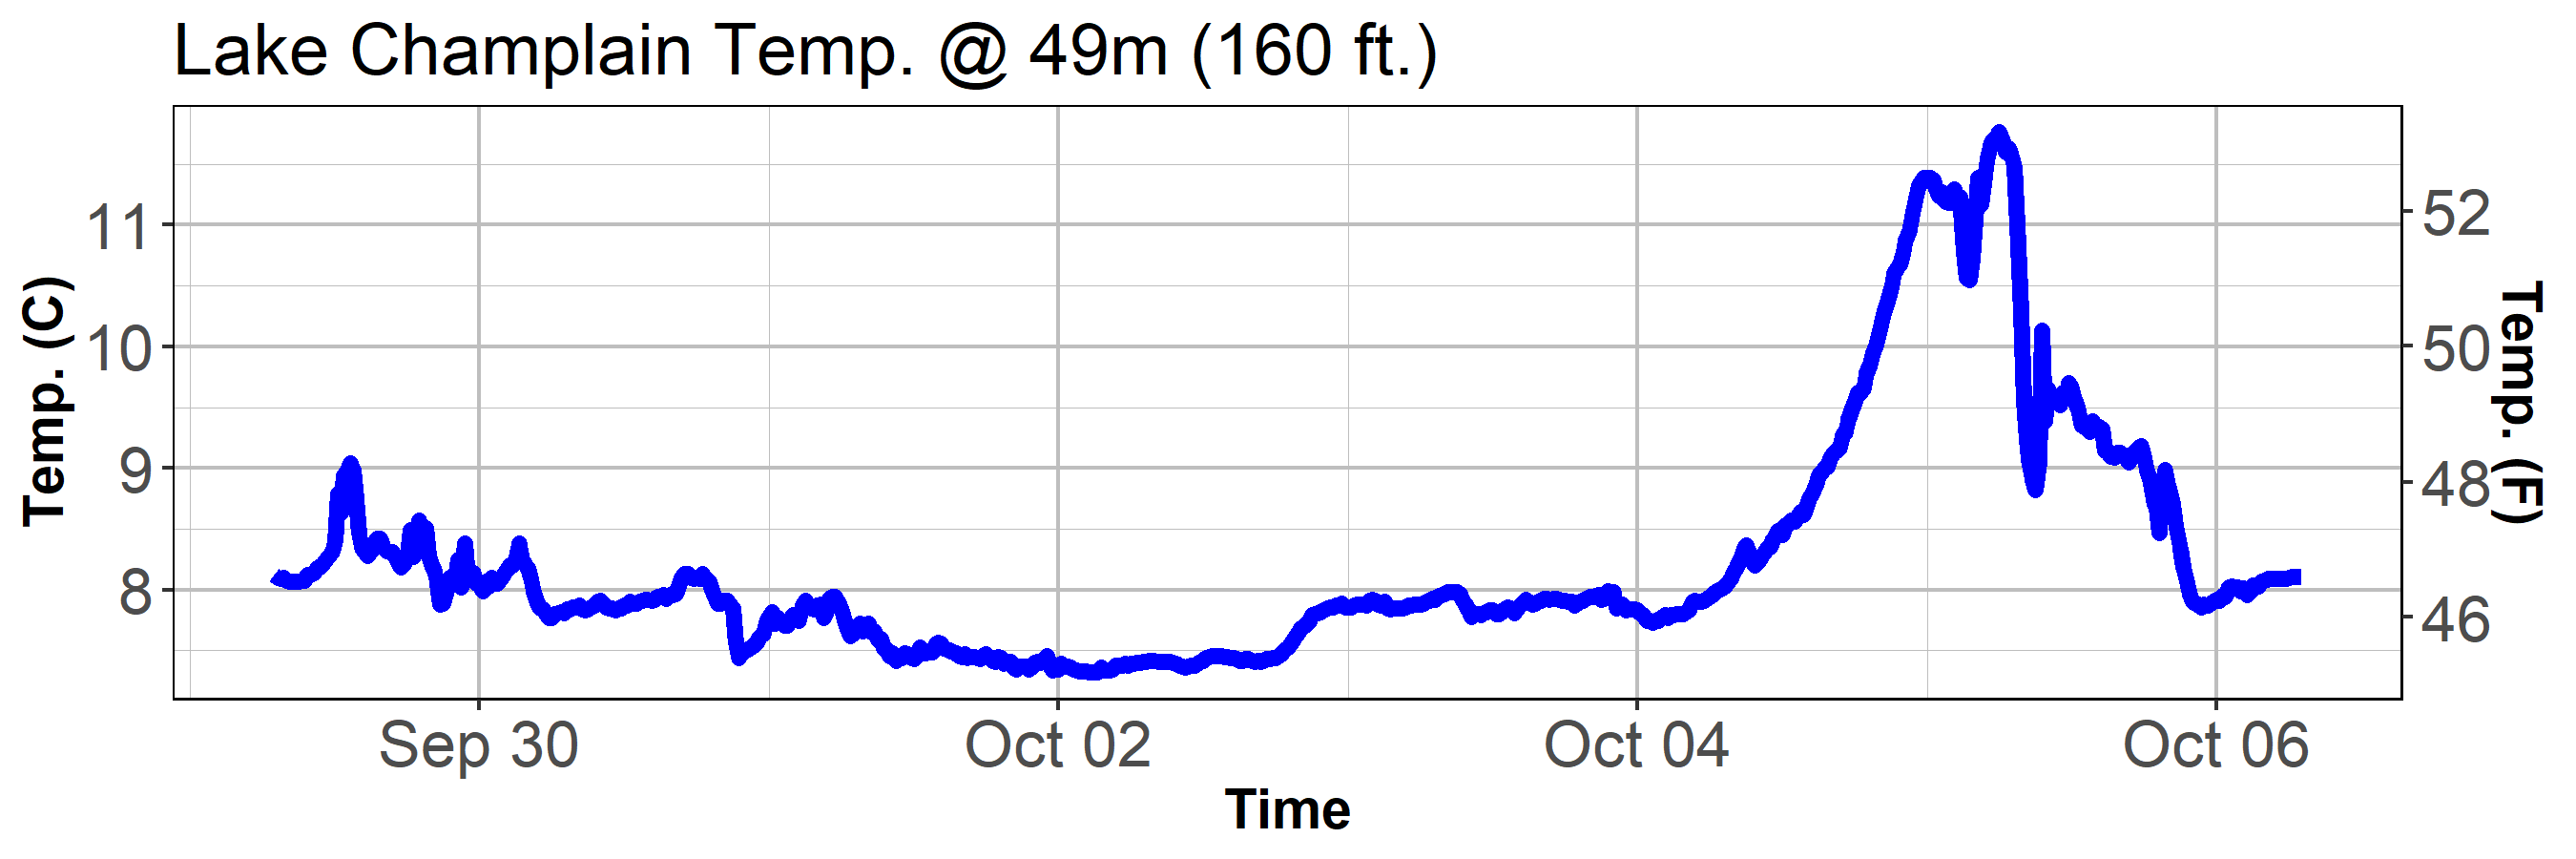 Lake Champlain Temp. @ 49m (160 ft.)
Temp. (C)
11
10
9
8
52
50
48
46
Temp. (F)
Sep 30
Oct 02
Oct 04
Oct 06
Time